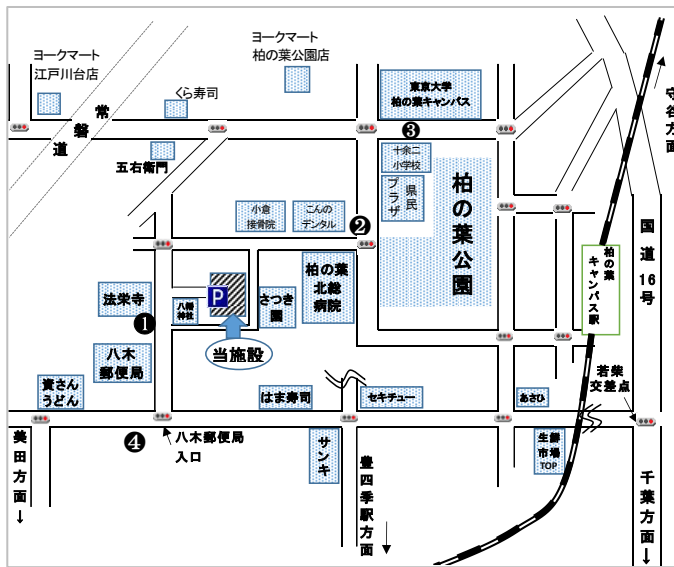 ヨークマート
江戸川台店
ヨークマート
柏の葉公園店
くら寿司
常
磐
道
五右衛門
東京大学
柏の葉キャンパス
❸
十余二
小学校
県民
プラザ
柏の葉公園
守谷方面
小倉
接骨院
こんの
デンタル
❷
国道16号
柏の葉
キャンパス駅
法栄寺
八幡
神社
P
さつき
園
柏の葉
北総
病院
❶
八木
郵便局
当施設
資さん
うどん
はま寿司
セキチュー
あさひ
若柴
交差点
❹
八木郵便局
入口
サンキ
生鮮
市場
TOP
美田方面→
豊四季駅方面
千葉方面→